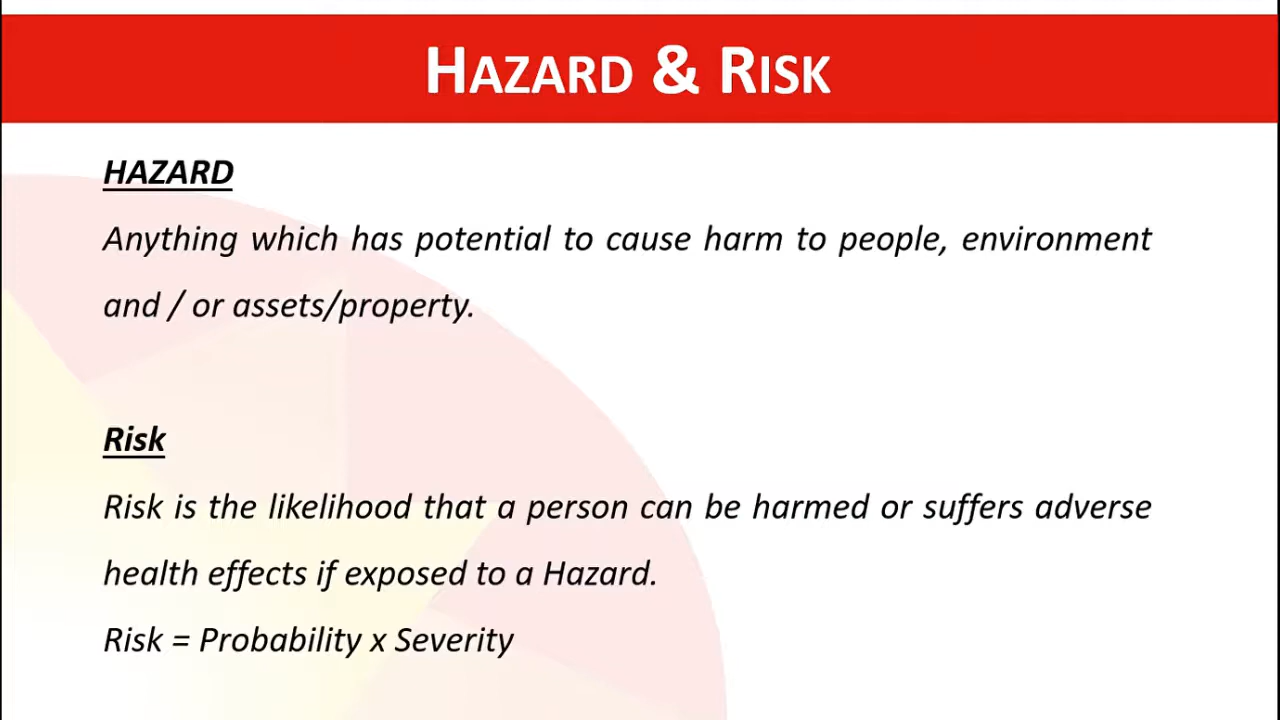 HAZARD & RISK
HAZARD
Anything which has potential to cause harm to people, environment
and / or assets/property.
Risk
Risk is the likelihood that a person can be harmed or suffers adverse
health effects if exposed to a Hazard.
Risk = Probability x Severity